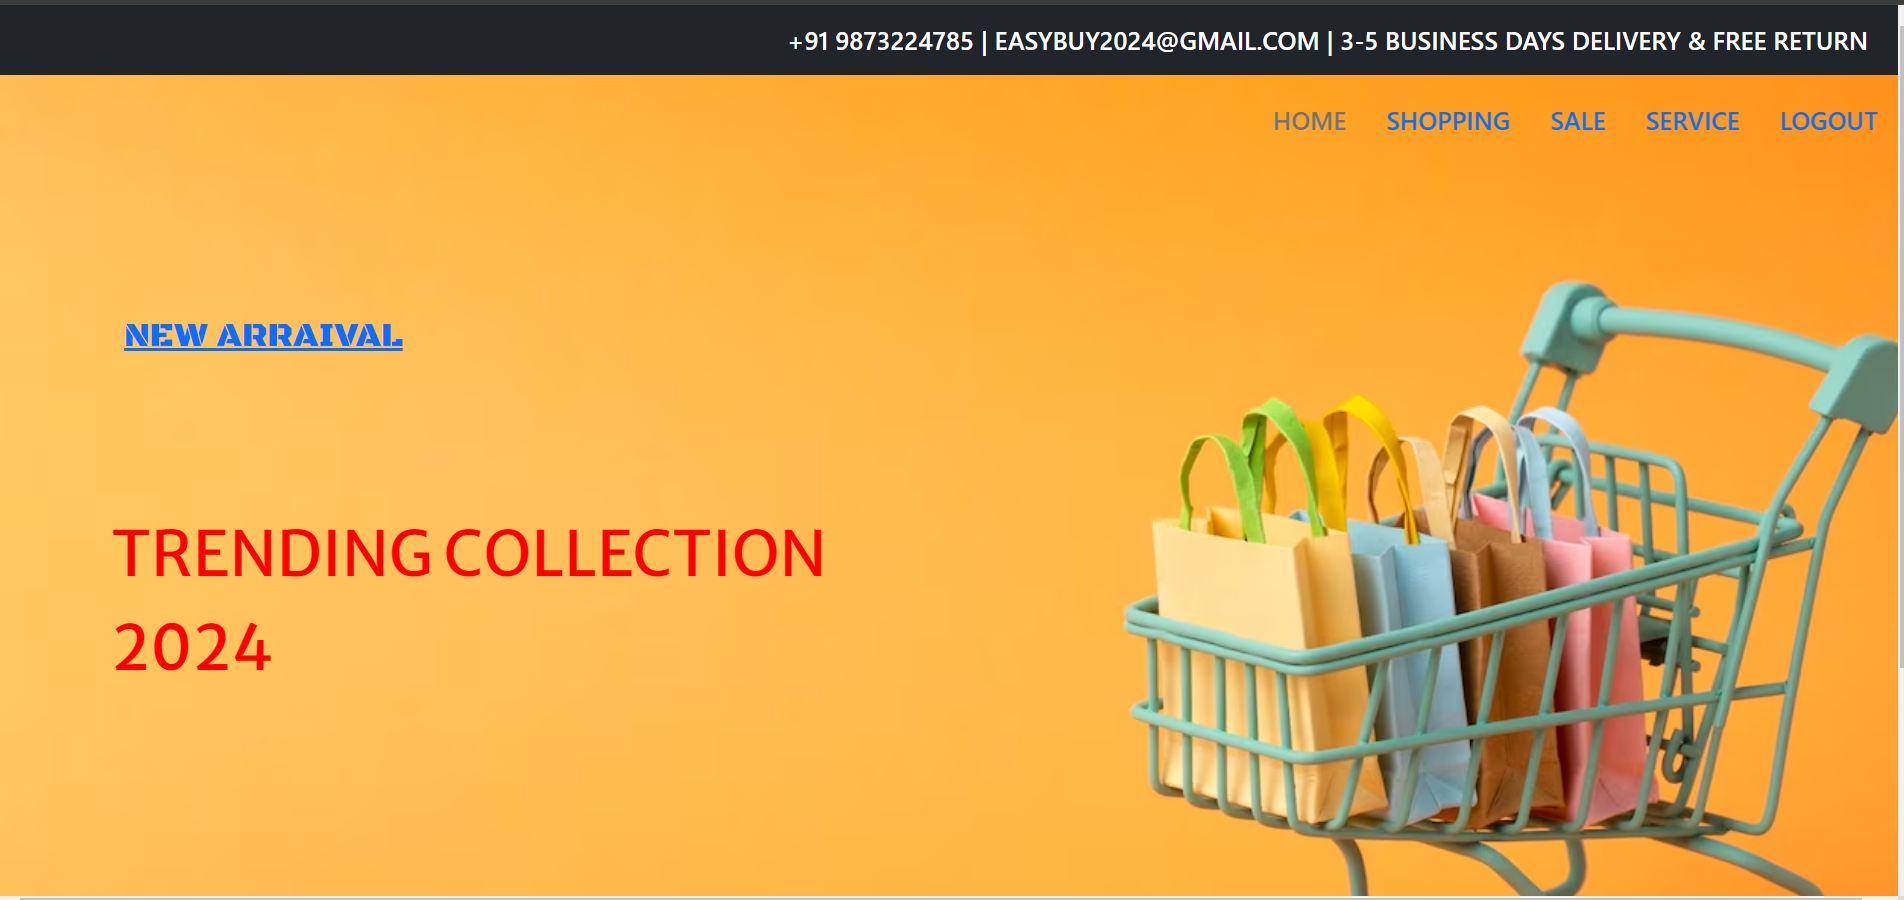 +91 9873224785 | EASYBUY2024@GMAIL.COM | 3-5 BUSINESS DAYS DELIVERY & FREE RETURN
HOME SHOPPING SALE SERVICE LOGOUT
NEW ARRAIVAL
TRENDING COLLECTION
2024